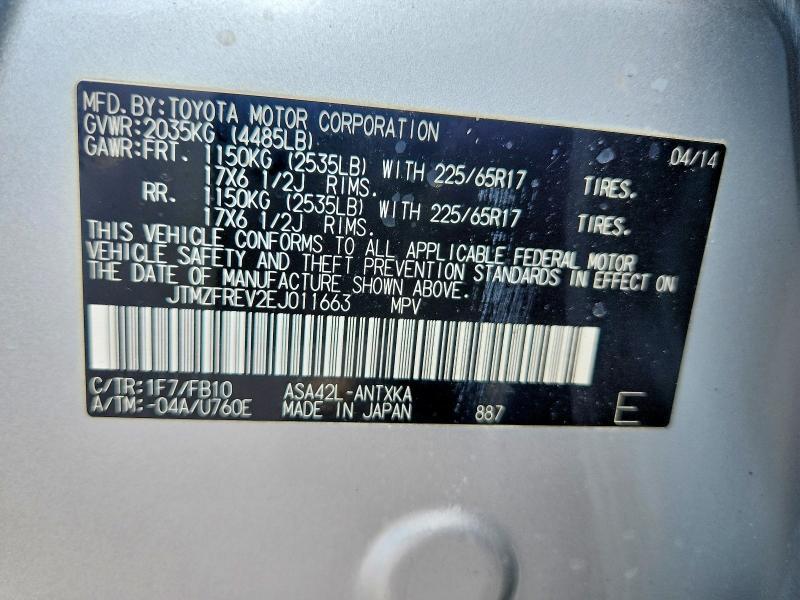 MFD. BY: TOYOTA MOTOR CORPORATION 04/14
GVWR: 2035KG (4485LB)
GAWR: FRT. 1150KG (2535LB) WITH 225/65R17 TIRES.
17X6 1/2J RIMS.
RR. 1150KG (2535LB) WITH 225/65R17 TIRES.
17X6 1/2J RIMS.
THIS VEHICLE CONFORMS TO ALL APPLICABLE FEDERAL MOTOR
VEHICLE SAFETY AND THEFT PREVENTION STANDARDS IN EFFECT ON
THE DATE OF MANUFACTURE SHOWN ABOVE.
JTMZFREV2EJ011663 MPV
C/TR: 1F7/FB10 ASA42L-ANTXKA
A/TM: -04A/U760E MADE IN JAPAN 887 E